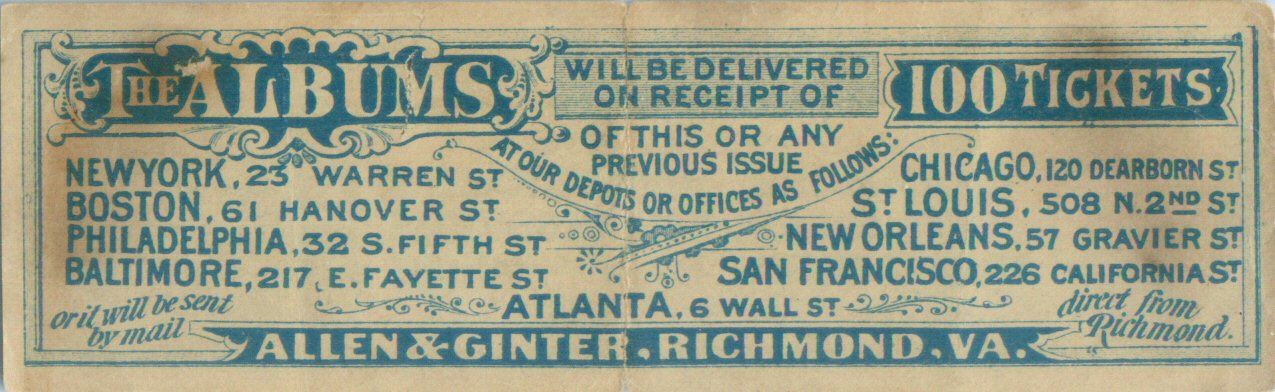 THE ALBUMS
WILL BE DELIVERED
ON RECEIPT OF
100 TICKETS
OF THIS OR ANY
PREVIOUS ISSUE
AT OUR DEPOTS OR OFFICES AS FOLLOWS:
NEW YORK, 23 WARREN ST
BOSTON, 61 HANOVER ST
PHILADELPHIA, 32 S. FIFTH ST
BALTIMORE, 217, E. FAYETTE ST
CHICAGO, 120 DEARBORN ST
ST LOUIS, 508 N. 2ND ST
NEW ORLEANS, 57 GRAVIER ST
SAN FRANCISCO, 226 CALIFORNIA ST
ATLANTA, 6 WALL ST
or it will be sent
by mail
direct from
Richmond.
ALLEN & GINTER, RICHMOND, VA.